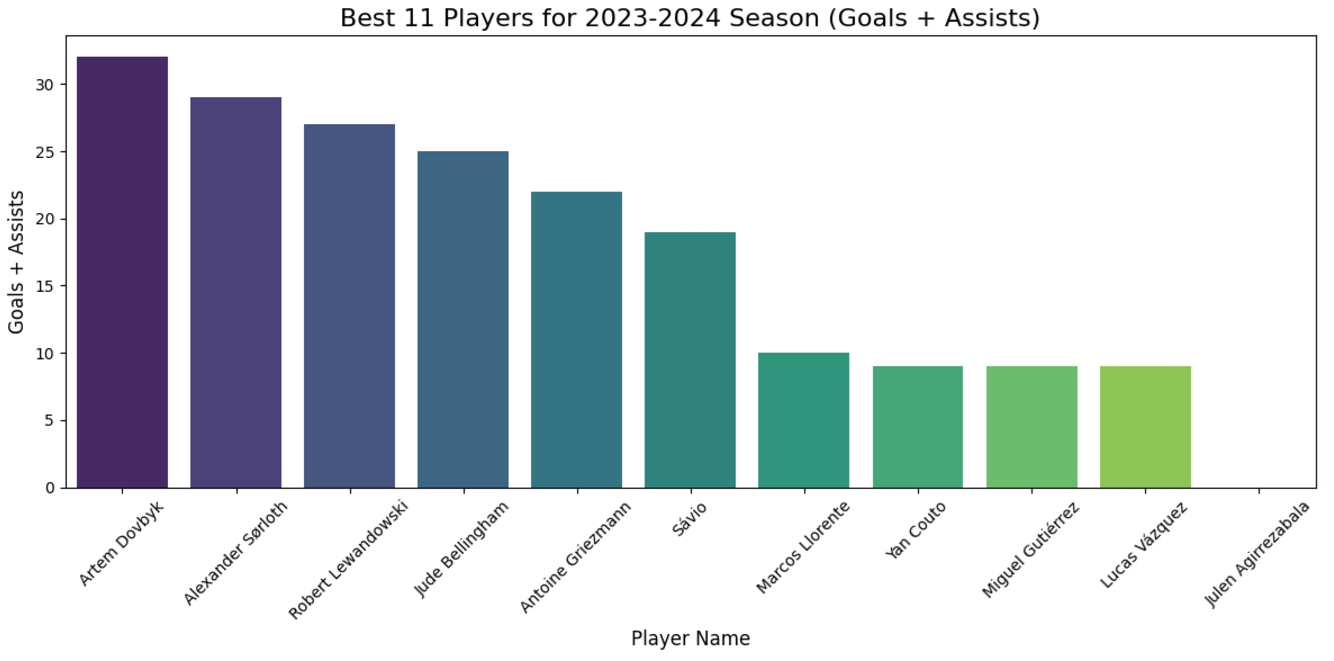 Best 11 Players for 2023-2024 Season (Goals + Assists)
Goals + Assists
30
25
20
15
10
5
0
Artem Dovbyk
Alexander Sørloth
Robert Lewandowski
Jude Bellingham
Antoine Griezmann
Sávio
Marcos Llorente
Yan Couto
Miguel Gutiérrez
Lucas Vázquez
Julen Agirrezabala
Player Name